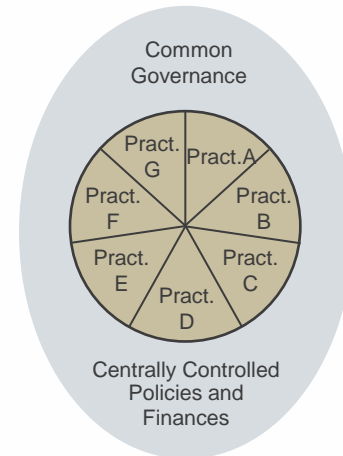 Common
Governance
Pract.
G
Pract.A
Pract.
F
Pract.
B
Pract.
E
Pract.
C
Pract.
D
Centrally Controlled
Policies and
Finances